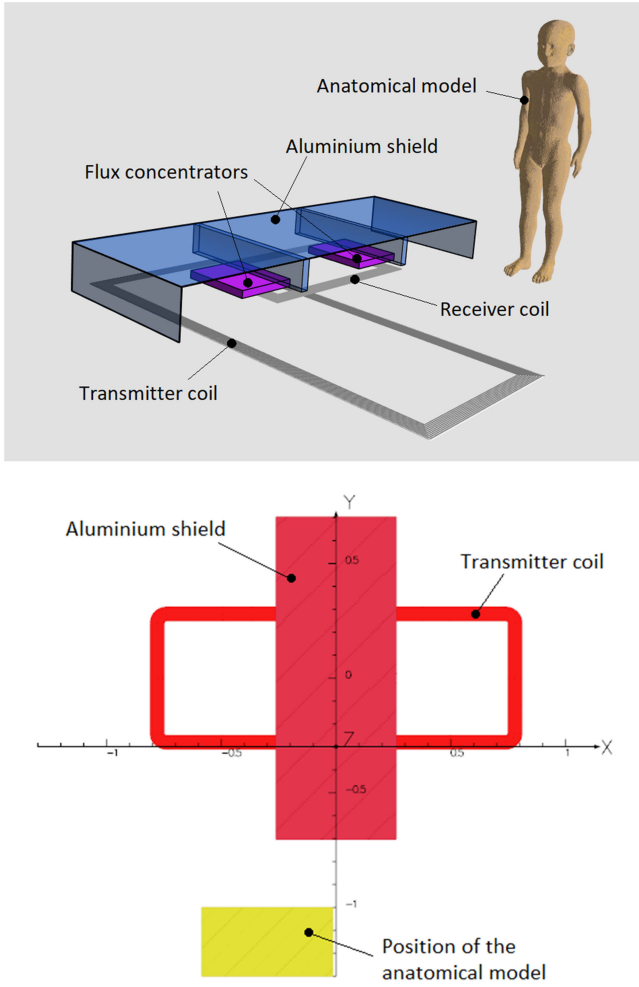 Anatomical model
Aluminium shield
Flux concentrators
Receiver coil
Transmitter coil
Y
Aluminium shield
0.5
Transmitter coil
0
Z
X
-1
-0.5
0.5
1
-0.5
-1
Position of the
anatomical model